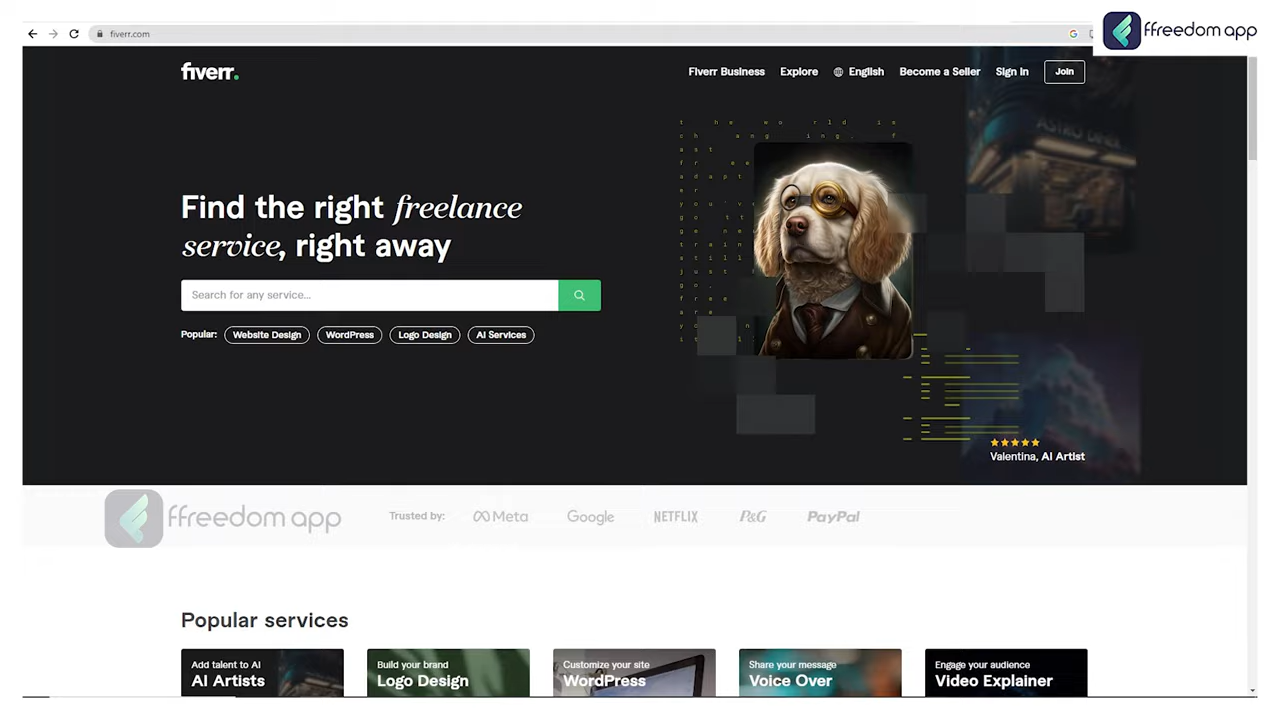 fiverr.com
ffreedom app
fiverr.
Fiverr Business
Explore
English
Become a Seller
Sign In
Join
t h e w o r l d i s
c h a n g i n g . f
a s t
ASTRO DINER
Find the right freelance
service, right away
Search for any service...
Popular:
Website Design
WordPress
Logo Design
AI Services
Valentina, AI Artist
ffreedom app
Trusted by:
Meta
Google
NETFLIX
P&G
PayPal
Popular services
Add talent to AI
AI Artists
Build your brand
Logo Design
Customize your site
WordPress
Share your message
Voice Over
Engage your audience
Video Explainer